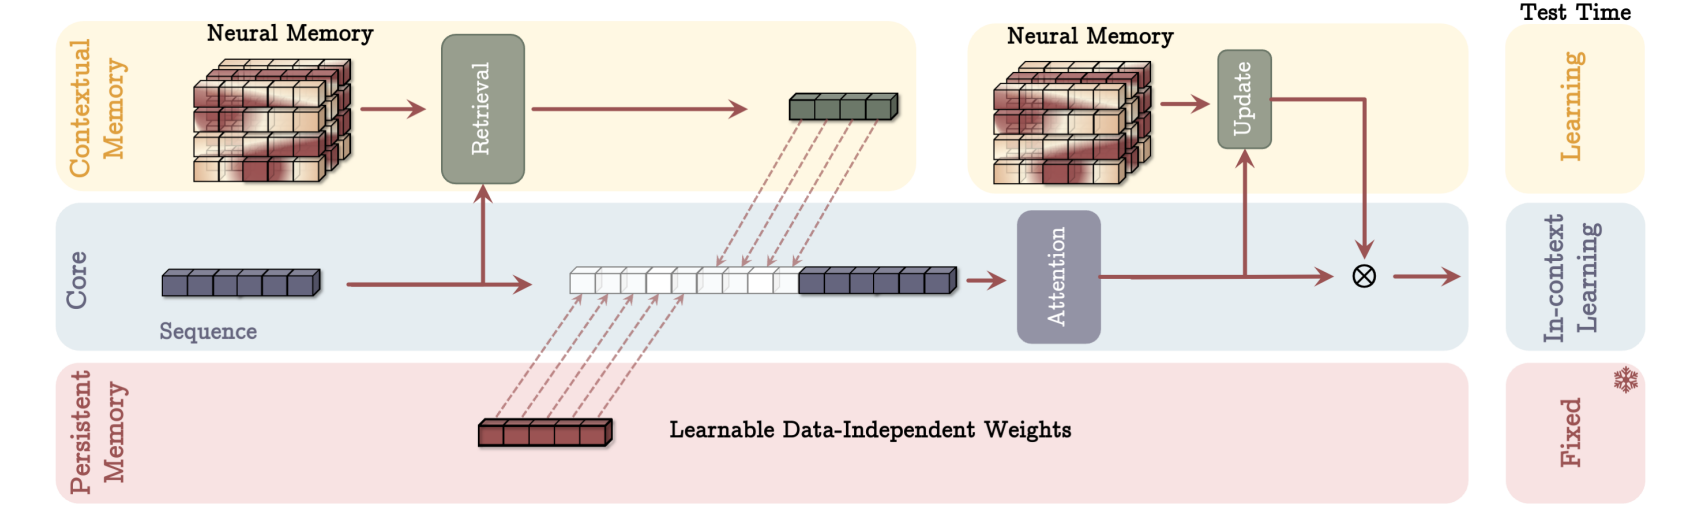 Test Time
Contextual
Memory
Neural Memory
Retrieval
Neural Memory
Update
Learning
Core
Sequence
Attention
In-context
Learning
Persistent
Memory
Learnable Data-Independent Weights
Fixed